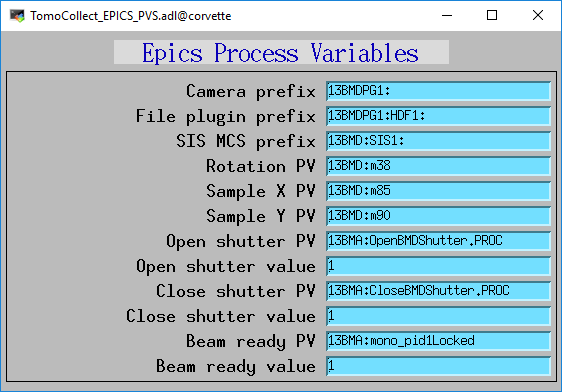 TomoCollect_EPICS_PVS.adl@corvette
Epics Process Variables
Camera prefix 13BMDPG1:
File plugin prefix 13BMDPG1:HDF1:
SIS MCS prefix 13BMD:SIS1:
Rotation PV 13BMD:m38
Sample X PV 13BMD:m85
Sample Y PV 13BMD:m90
Open shutter PV 13BMA:OpenBMDShutter.PROC
Open shutter value 1
Close shutter PV 13BMA:CloseBMDShutter.PROC
Close shutter value 1
Beam ready PV 13BMA:mono_pid1Locked
Beam ready value 1